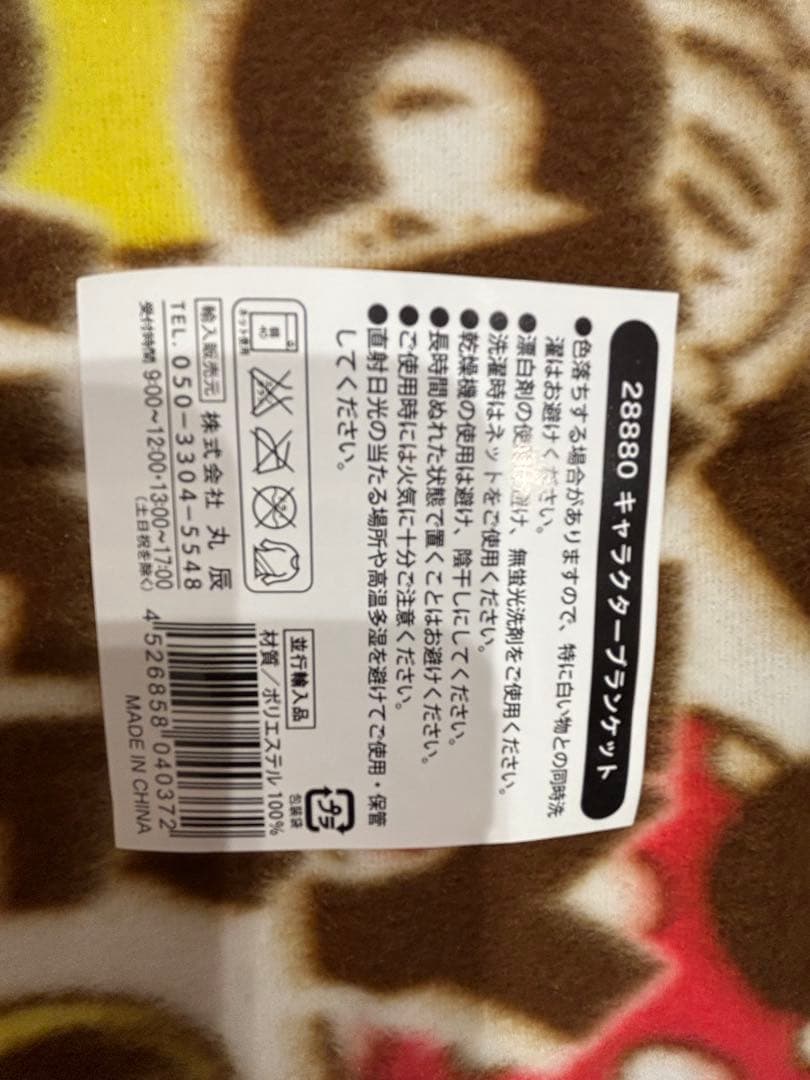 28880 キャラクターブランケット
●色落ちする場合がありますので、特に白い物との同時洗
濯はお避けください。
●漂白剤の使用は避け、無蛍光洗剤をご使用ください。
●洗濯時はネットをご使用ください。
●乾燥機の使用は避け、陰干しにしてください。
●長時間ぬれた状態で置くことはお避けください。
●ご使用時には火気に十分ご注意ください。
●直射日光の当たる場所や高温多湿を避けてご使用・保管
してください。
弱
40
ネット使用
輸入販売元 株式会社 丸辰
TEL. 050-3304-5548
受付時間 9:00〜12:00・13:00〜17:00
(土日祝を除く)
並行輸入品
プラ
包装袋
材質/ポリエステル 100%
4 526858 040372
MADE IN CHINA